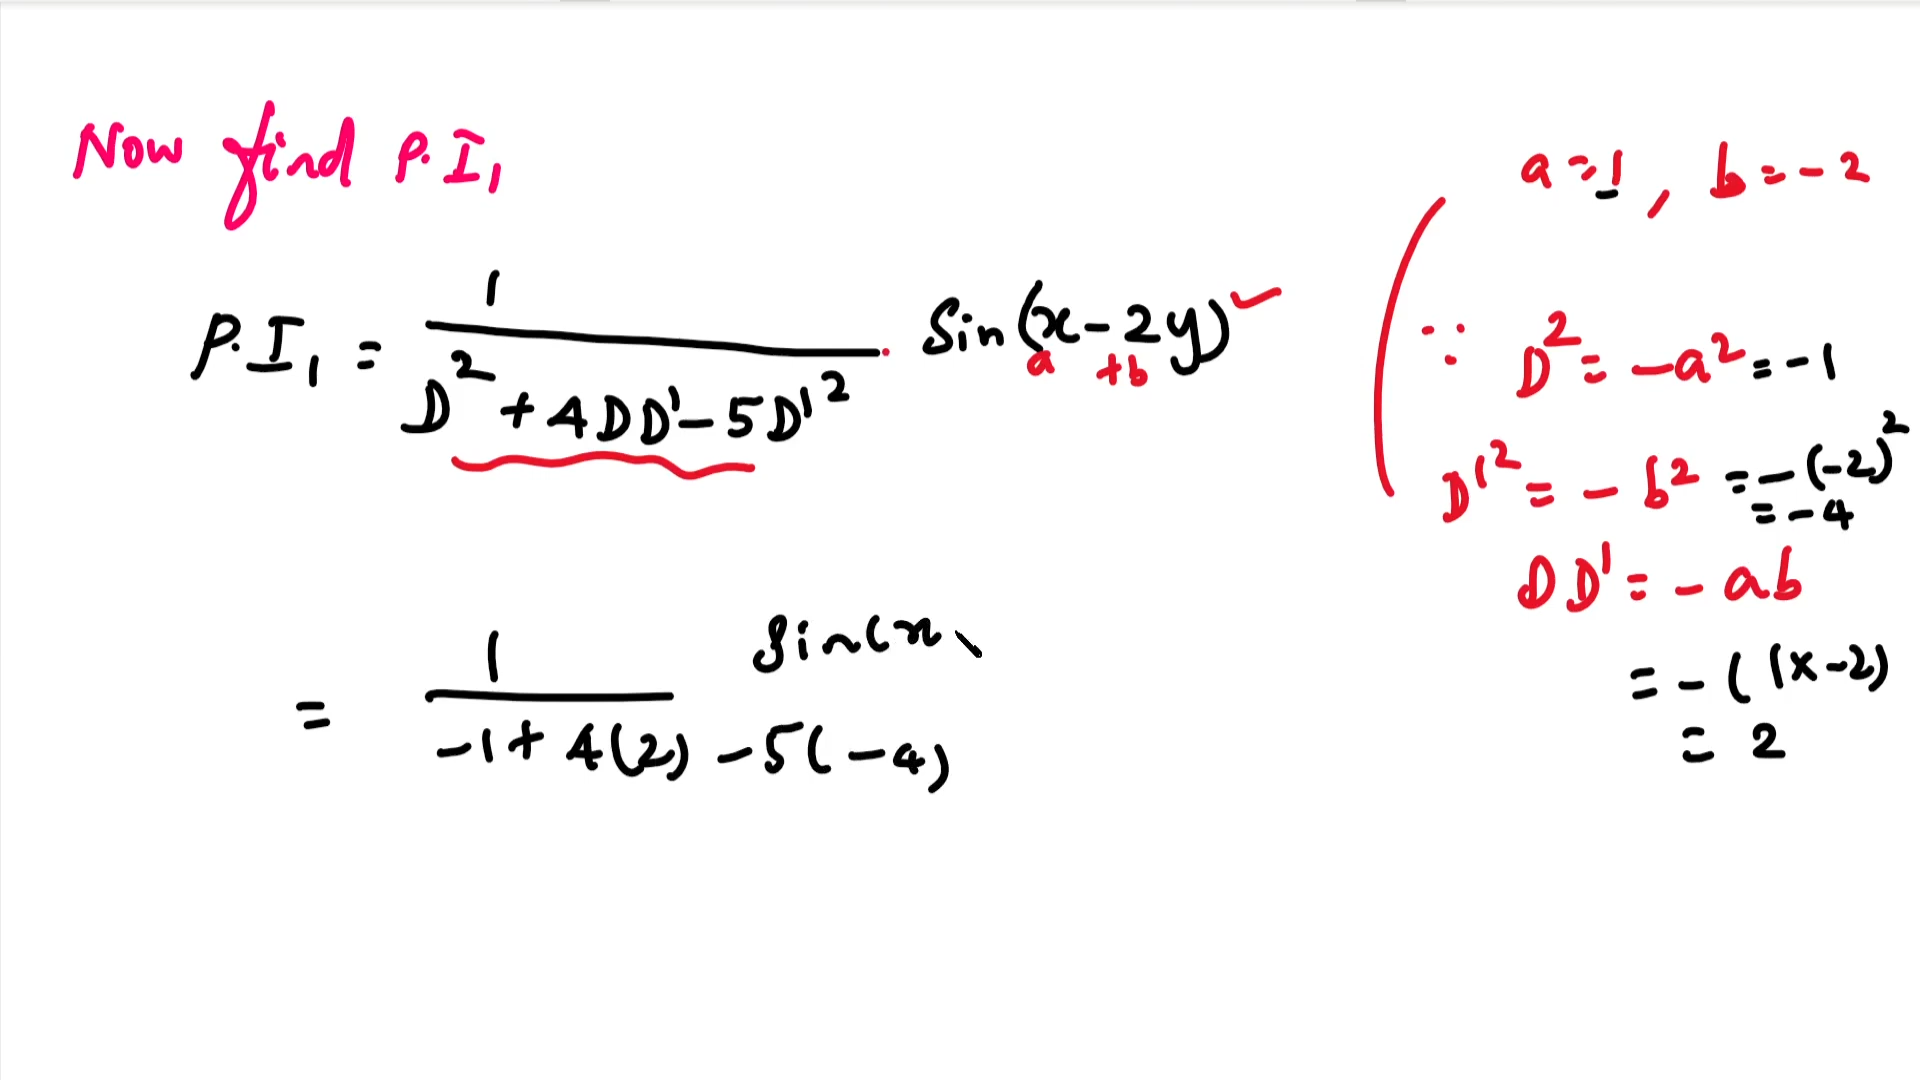 Now find P.I₁
a=1, b=-2
P.I₁ = 1/(D² + 4DD' - 5D'²) . Sin(x-2y)
a +b
∵ D² = -a² = -1
D'² = -b² = -(-2)²
= -4
DD' = -ab
= -(1x-2)
= 2
= 1/(-1 + 4(2) - 5(-4)) Sin(x